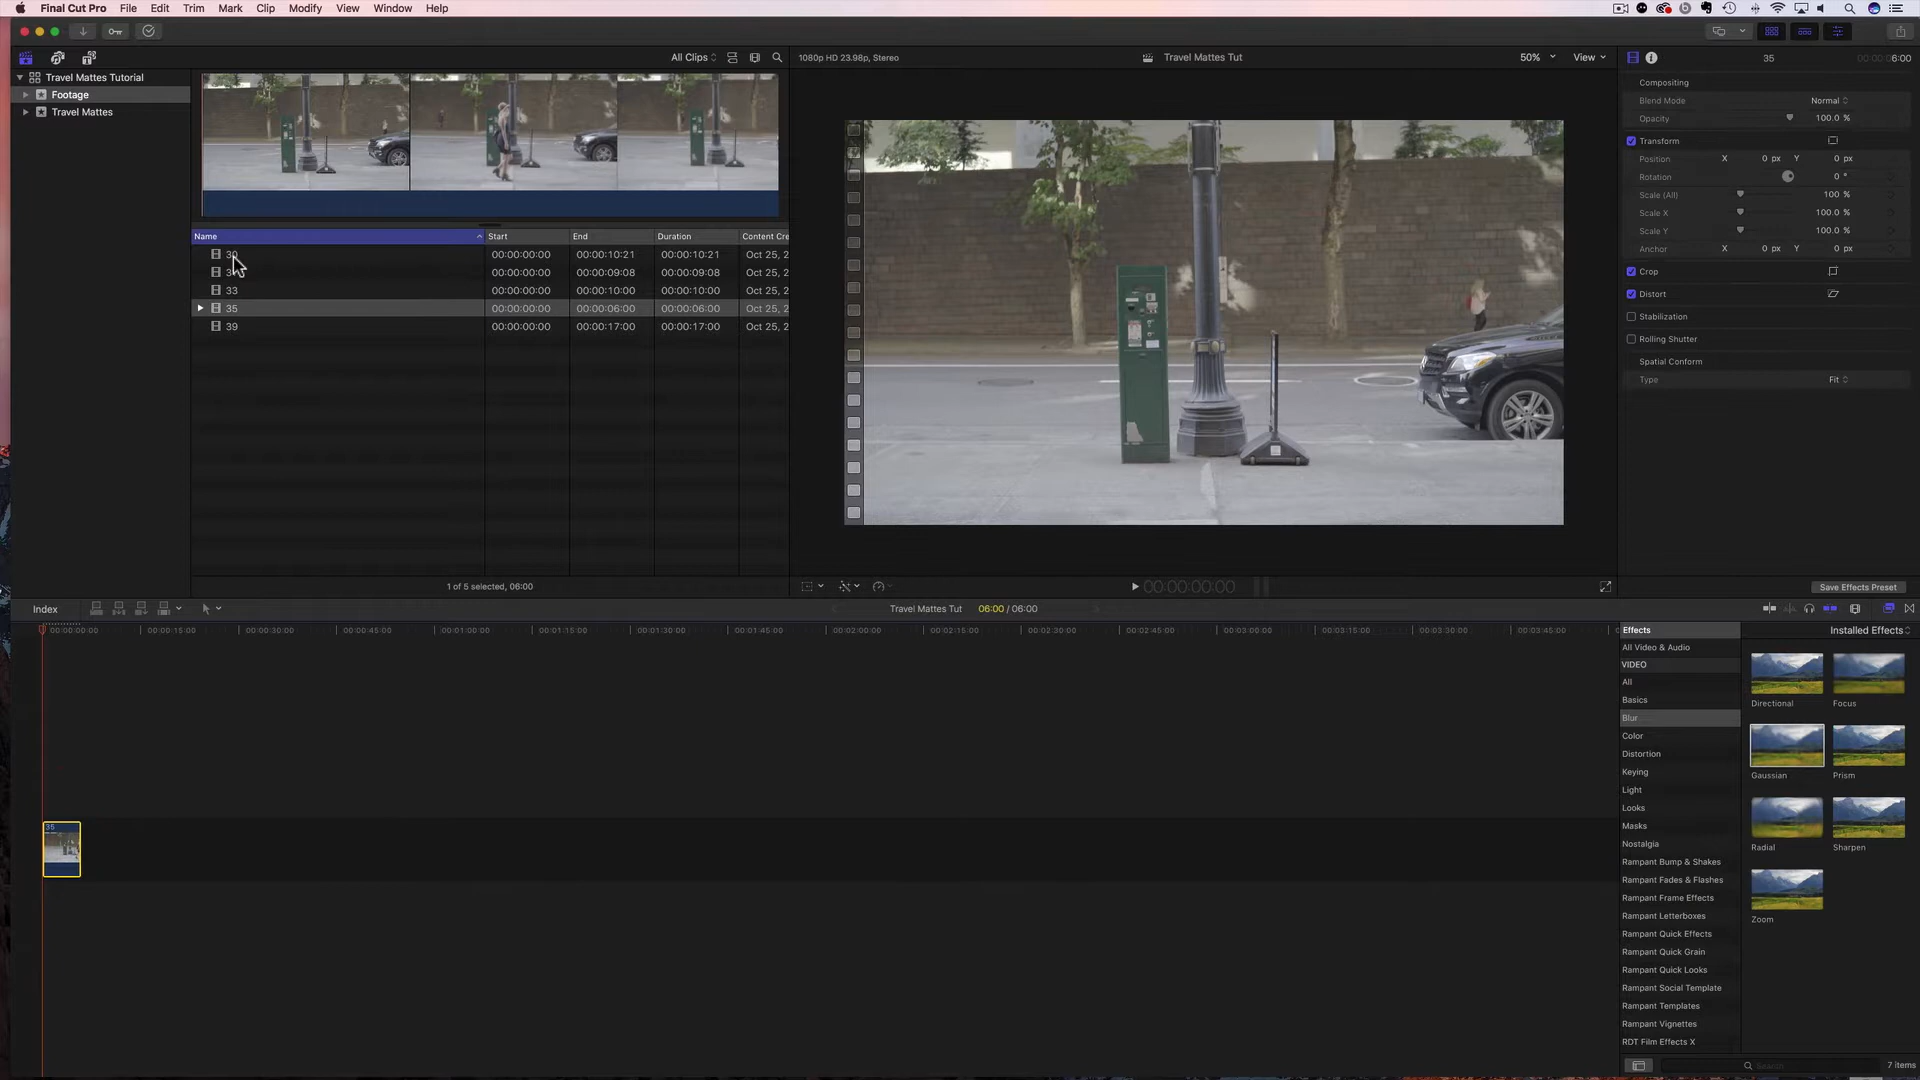 Final Cut Pro File Edit Trim Mark Clip Modify View Window Help
All Clips
1080p HD 23.98p, Stereo
Travel Mattes Tut
50%
View
35
6:00
Travel Mattes Tutorial
Footage
Travel Mattes
Name Start End Duration Content Cre
00:00:00:00 00:00:10:21 00:00:10:21 Oct 25, 2
00:00:00:00 00:00:09:08 00:00:09:08 Oct 25, 2
33 00:00:00:00 00:00:10:00 00:00:10:00 Oct 25, 2
35 00:00:00:00 00:00:06:00 00:00:06:00 Oct 25, 2
39 00:00:00:00 00:00:17:00 00:00:17:00 Oct 25, 2
1 of 5 selected, 06:00
00:00:00:00
Compositing
Blend Mode Normal
Opacity 100.0 %
Transform
Position X 0 px Y 0 px
Rotation 0 °
Scale (All) 100 %
Scale X 100.0 %
Scale Y 100.0 %
Anchor X 0 px Y 0 px
Crop
Distort
Stabilization
Rolling Shutter
Spatial Conform
Type Fit
Save Effects Preset
Index
Travel Mattes Tut 06:00 / 06:00
00:00:00:00 00:00:15:00 00:00:30:00 00:00:45:00 00:01:00:00 00:01:15:00 00:01:30:00 00:01:45:00 00:02:00:00 00:02:15:00 00:02:30:00 00:02:45:00 00:03:00:00 00:03:15:00 00:03:30:00 00:03:45:00
35
Effects
Installed Effects
All Video & Audio
VIDEO
All
Basics
Blur
Color
Distortion
Keying
Light
Looks
Masks
Nostalgia
Rampant Bump & Shakes
Rampant Fades & Flashes
Rampant Frame Effects
Rampant Letterboxes
Rampant Quick Effects
Rampant Quick Grain
Rampant Quick Looks
Rampant Social Template
Rampant Templates
Rampant Vignettes
RDT Film Effects X
Directional Focus
Gaussian Prism
Radial Sharpen
Zoom
Search
7 items